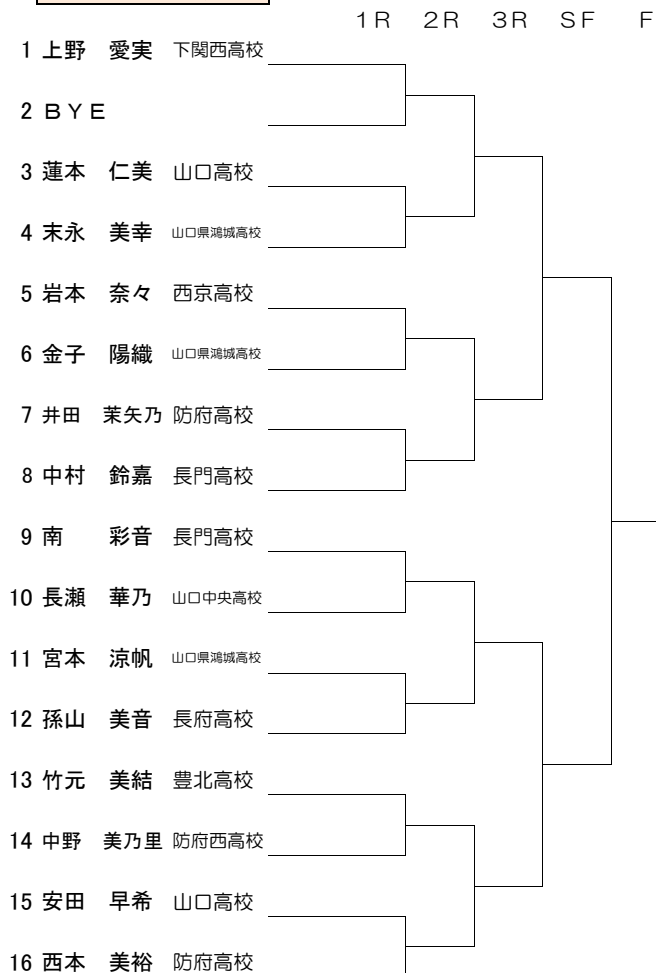 １Ｒ ２Ｒ ３Ｒ ＳＦ Ｆ
1 上野　愛実 下関西高校
2 ＢＹＥ
3 蓮本　仁美 山口高校
4 末永　美幸 山口県鴻城高校
5 岩本　奈々 西京高校
6 金子　陽織 山口県鴻城高校
7 井田　茉矢乃 防府高校
8 中村　鈴嘉 長門高校
9 南　　彩音 長門高校
10 長瀬　華乃 山口中央高校
11 宮本　涼帆 山口県鴻城高校
12 孫山　美音 長府高校
13 竹元　美結 豊北高校
14 中野　美乃里 防府西高校
15 安田　早希 山口高校
16 西本　美裕 防府高校